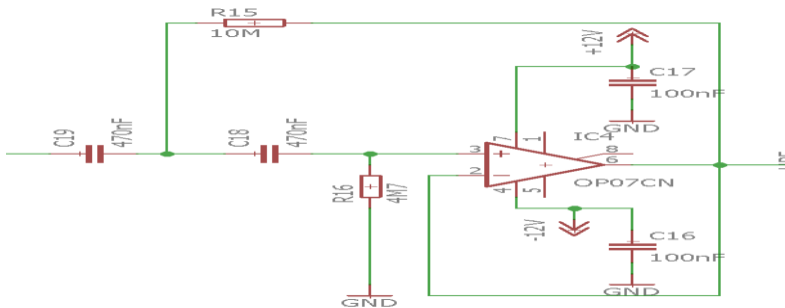 R15
10M
+12V
C17
100nF
GND
C19
470nF
C18
470nF
7
1
IC4
3
+
8
6
2
OP07CN
4
5
R16
4M7
-12V
C16
100nF
GND
GND